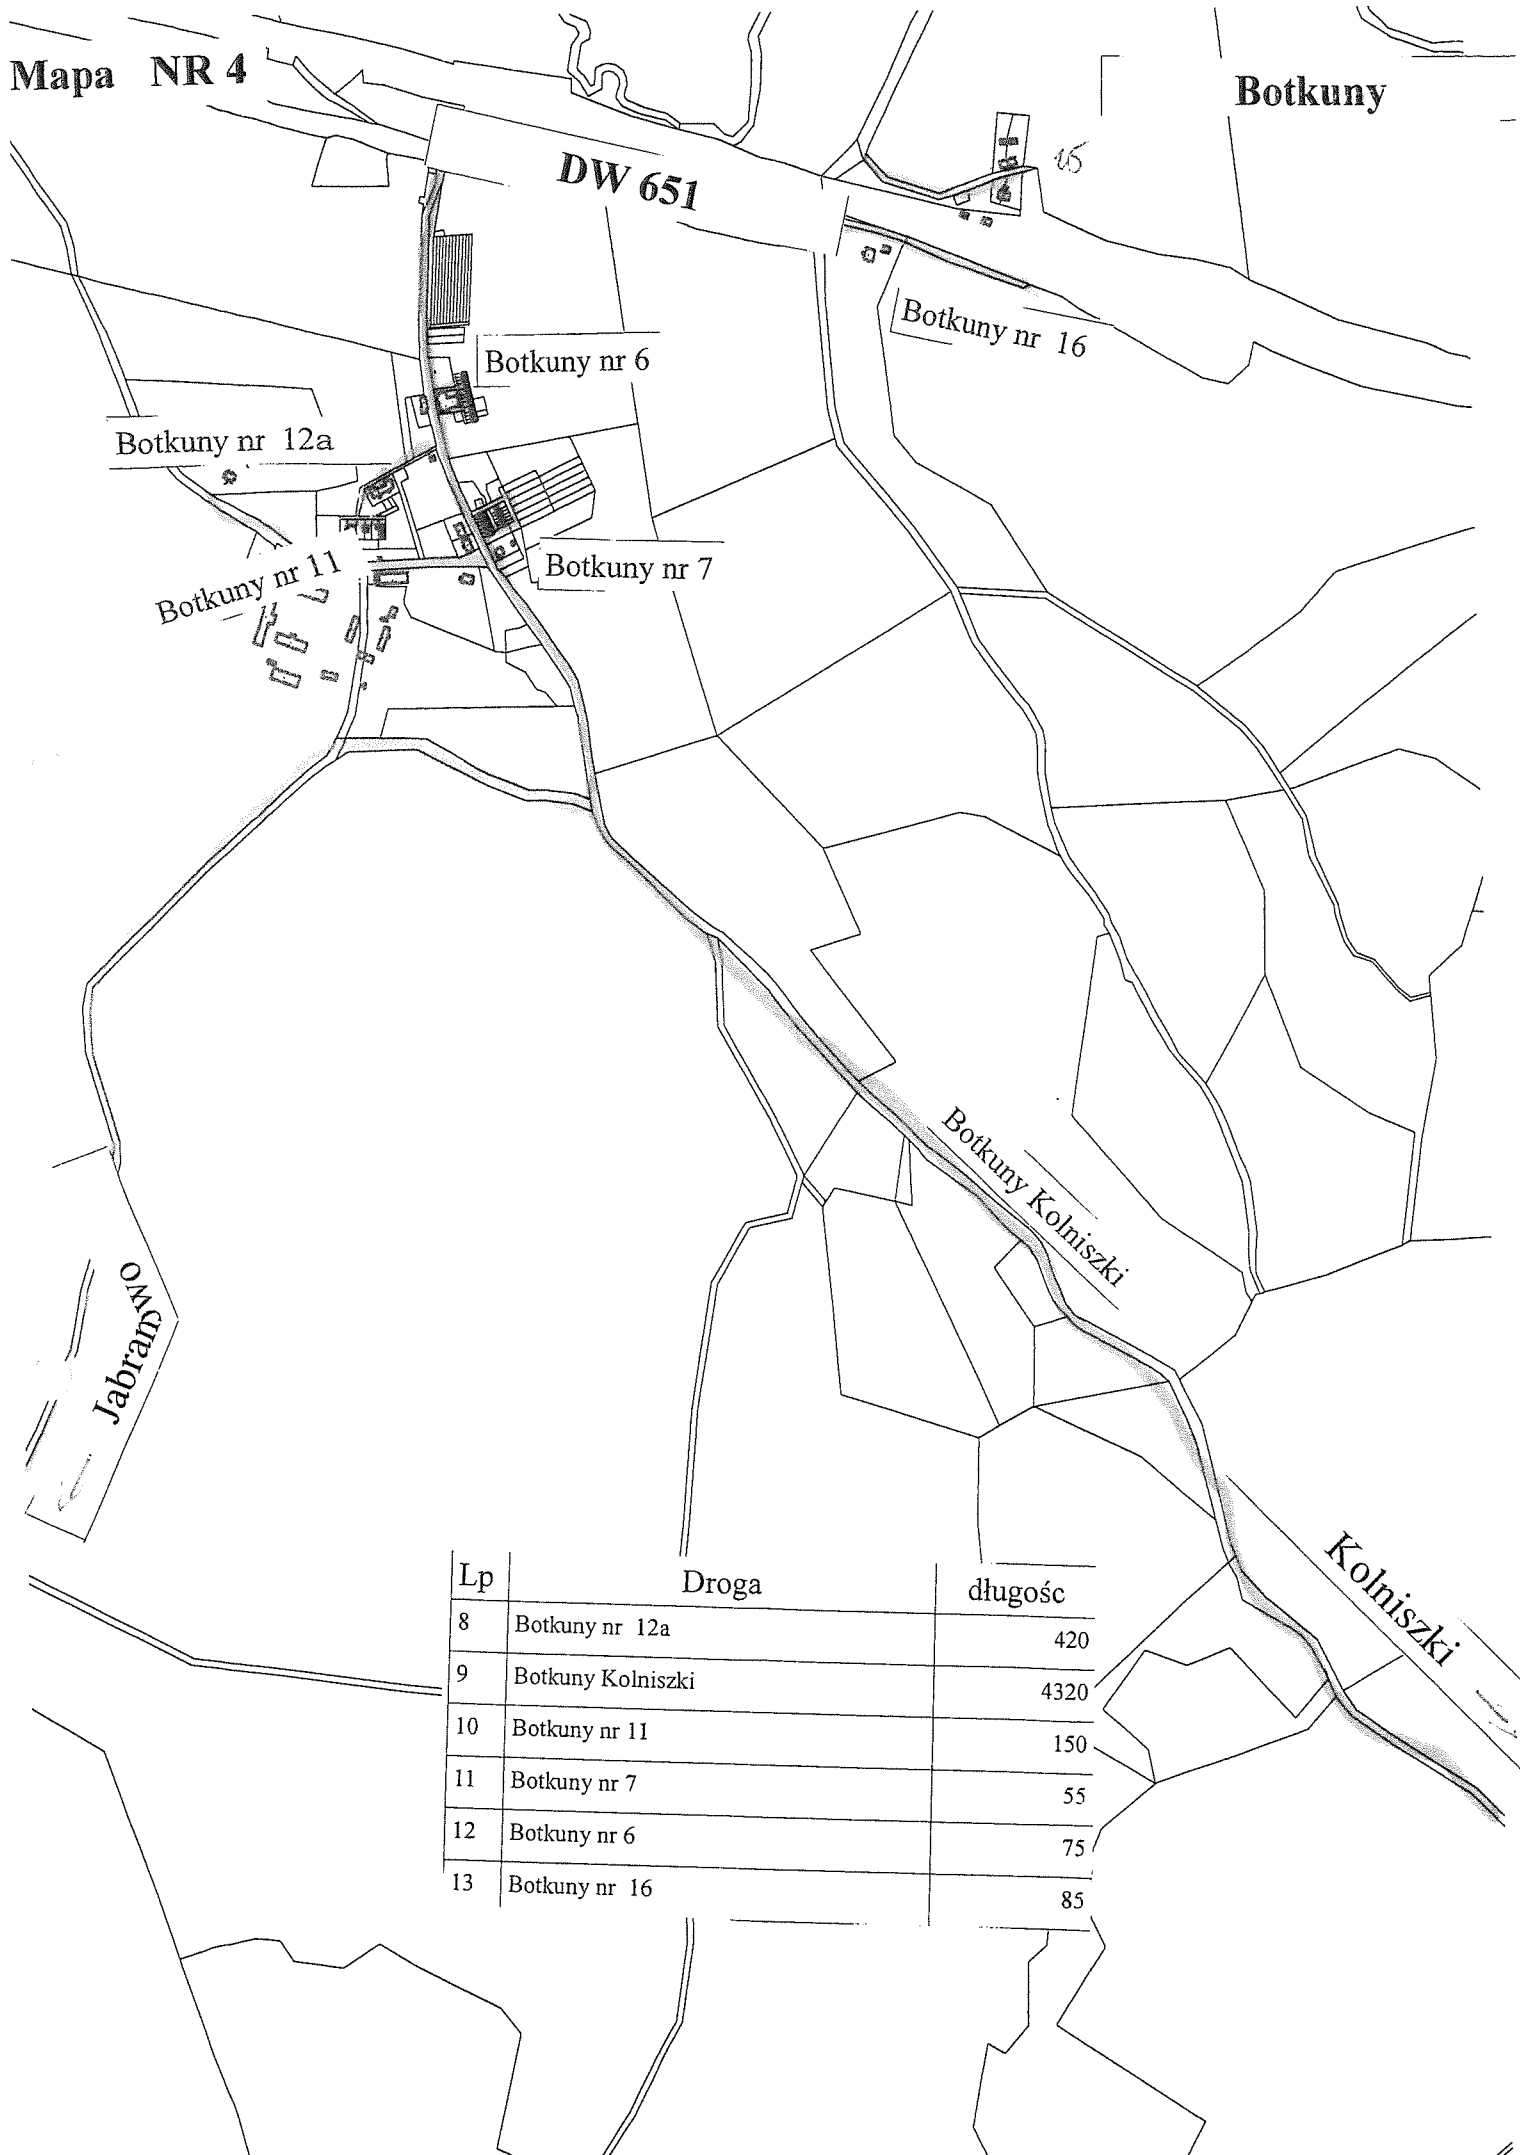 Mapa NR 4
Botkuny
DW 651
15
Botkuny nr 16
Botkuny nr 6
Botkuny nr 12a
Botkuny nr 7
Botkuny nr 11
Botkuny Kolniszki
Jabramowo
Kolniszki
Lp Droga długośc
8 Botkuny nr 12a 420
9 Botkuny Kolniszki 4320
10 Botkuny nr 11 150
11 Botkuny nr 7 55
12 Botkuny nr 6 75
13 Botkuny nr 16 85